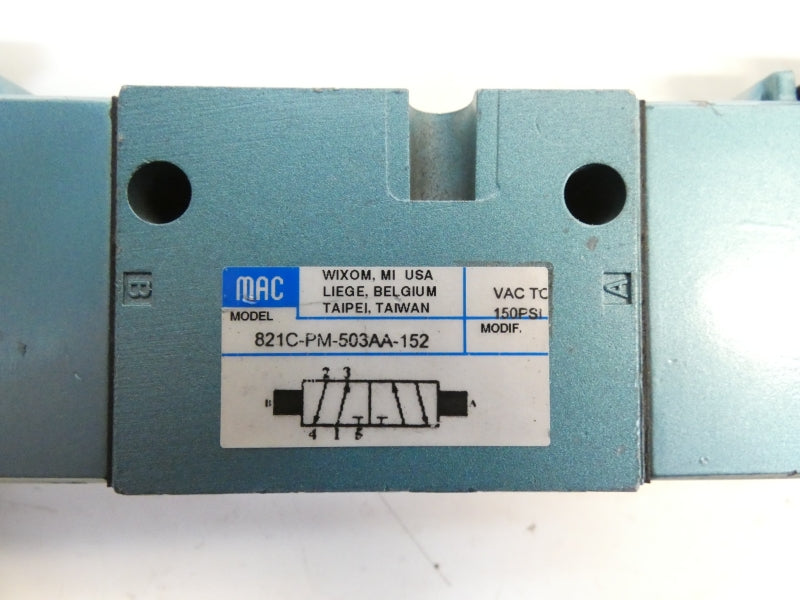 B
A
MAC
WIXOM, MI USA
LIEGE, BELGIUM
TAIPEI, TAIWAN
VAC TO
150PSI
MODEL
MODIF.
821C-PM-503AA-152
2 3
B
A
4 1 5